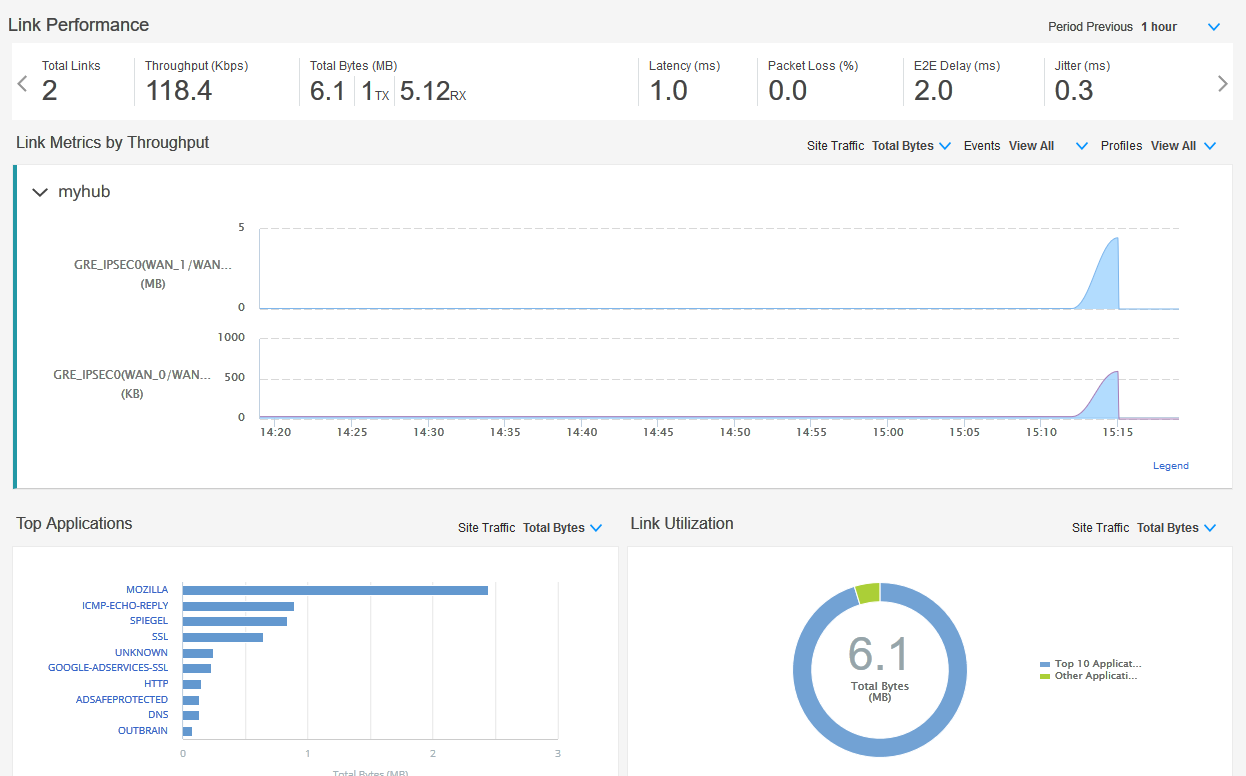 Link Performance
Period Previous 1 hour
Total Links
2
Throughput (Kbps)
118.4
Total Bytes (MB)
6.1 1TX 5.12RX
Latency (ms)
1.0
Packet Loss (%)
0.0
E2E Delay (ms)
2.0
Jitter (ms)
0.3
Link Metrics by Throughput
Site Traffic Total Bytes Events View All Profiles View All
myhub
5
GRE_IPSEC0(WAN_1/WAN...
(MB)
0
1000
GRE_IPSEC0(WAN_0/WAN...
500
(KB)
0
14:20 14:25 14:30 14:35 14:40 14:45 14:50 14:55 15:00 15:05 15:10 15:15
Legend
Top Applications
Site Traffic Total Bytes
MOZILLA
ICMP-ECHO-REPLY
SPIEGEL
SSL
UNKNOWN
GOOGLE-ADSERVICES-SSL
HTTP
ADSAFEPROTECTED
DNS
OUTBRAIN
0 1 2 3
Total Bytes (MB)
Link Utilization
Site Traffic Total Bytes
6.1
Total Bytes
(MB)
Top 10 Applicat...
Other Applicati...